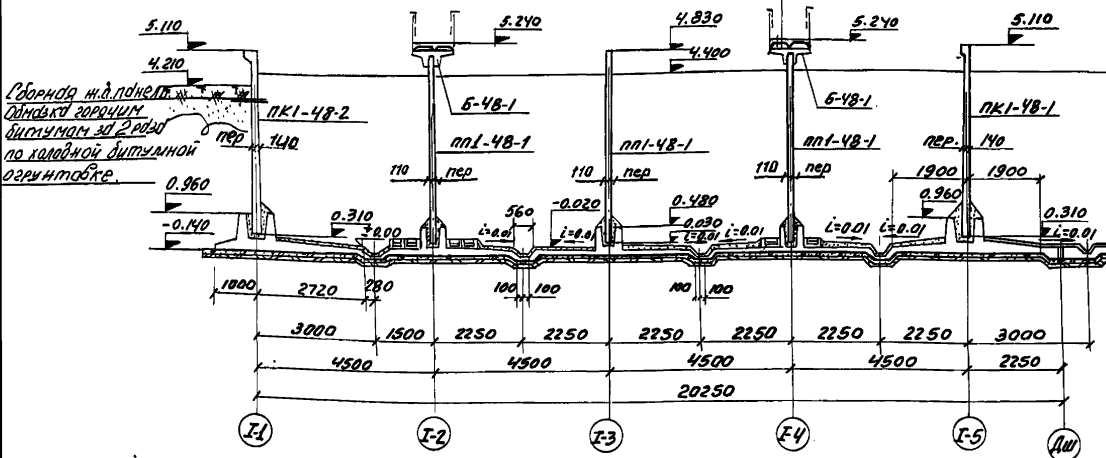 5.110
5.240
4.830
5.240
5.110
4.210
4.400
Сборная ж.д. панель
Обмазка горячим
битумам за 2 раза
по халадной битумной
огрунтовке.
ПК1-48-2
Б-48-1
Б-48-1
ПК1-48-1
пп1-48-1
пп1-48-1
пп1-48-1
пер
140
110
пер
110
пер
110
пер
пер
140
1900
1900
0.960
-0.020
0.480
0.960
0.310
±0.00
560
-0.030
0.310
-0.140
i=0.01
i=0.01
i=0.01
i=0.01
i=0.01
i=0.01
i=0.01
1000
2720
280
100
100
100
100
3000
1500
2250
2250
2250
2250
2250
2250
3000
4500
4500
4500
4500
2250
20250
I-1
I-2
I-3
I-4
I-5
Дш